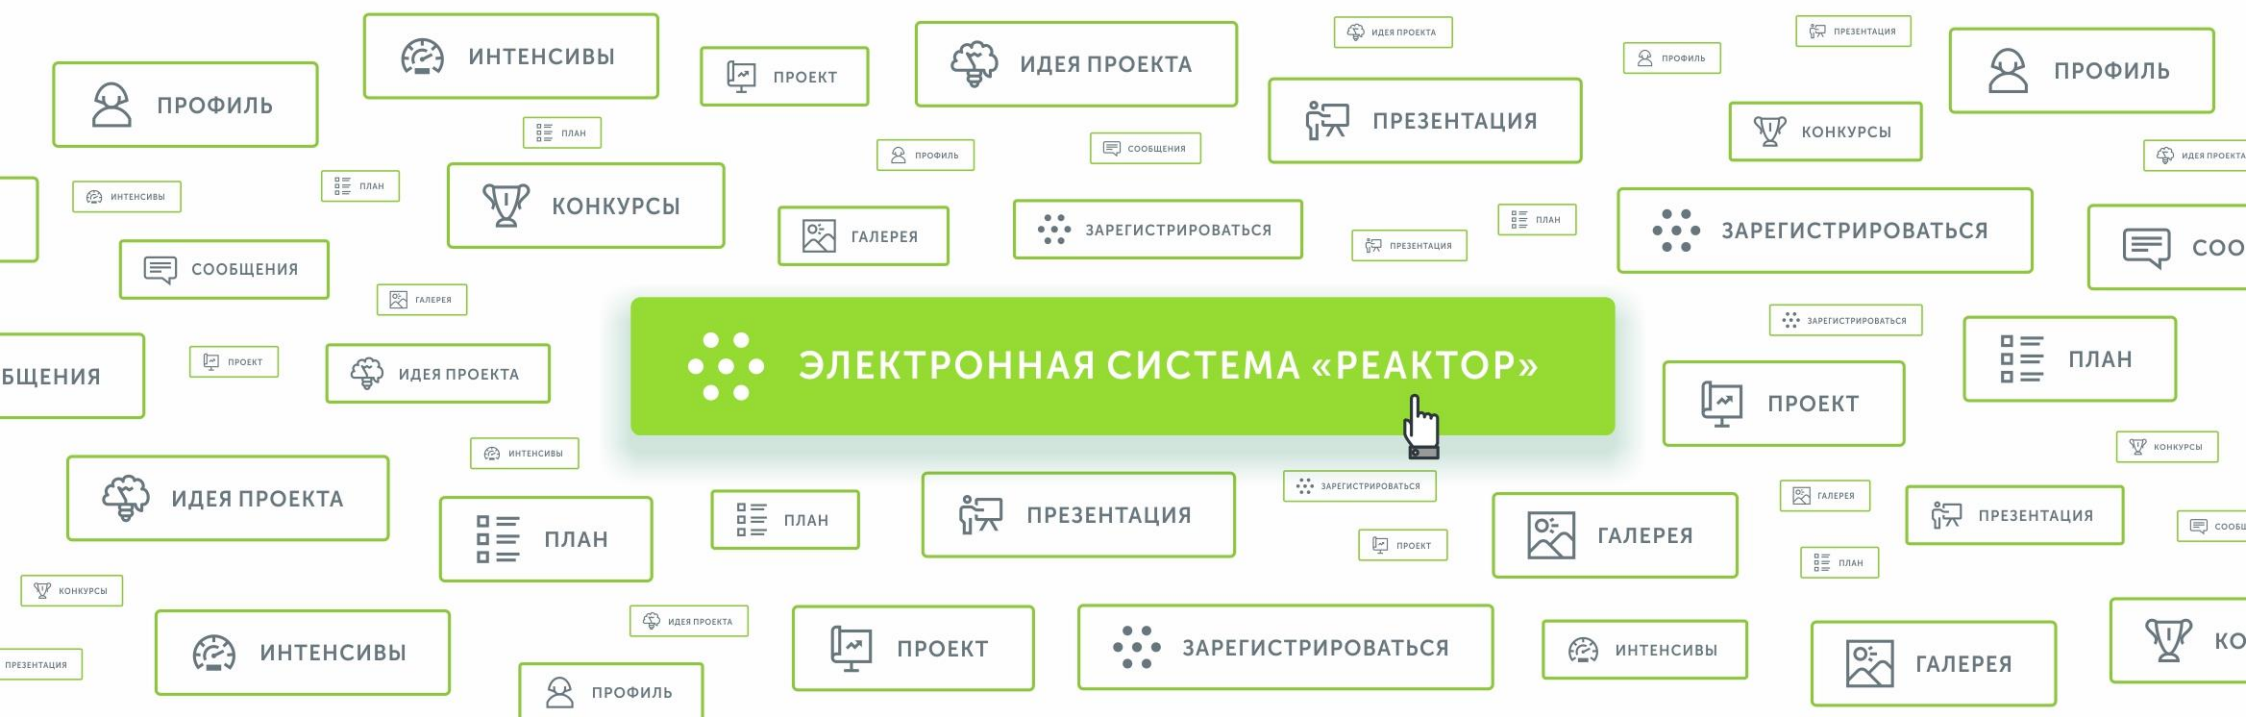 ИНТЕНСИВЫ
ИДЕЯ ПРОЕКТА
ПРЕЗЕНТАЦИЯ
ПРОФИЛЬ
ПРОЕКТ
ИДЕЯ ПРОЕКТА
ПРОФИЛЬ
ПРОФИЛЬ
ПРЕЗЕНТАЦИЯ
ПЛАН
КОНКУРСЫ
ПРОФИЛЬ
СООБЩЕНИЯ
ИДЕЯ ПРОЕКТА
ИНТЕНСИВЫ
ПЛАН
КОНКУРСЫ
ГАЛЕРЕЯ
ЗАРЕГИСТРИРОВАТЬСЯ
ПРЕЗЕНТАЦИЯ
ПЛАН
ЗАРЕГИСТРИРОВАТЬСЯ
СОО
СООБЩЕНИЯ
ГАЛЕРЕЯ
ЗАРЕГИСТРИРОВАТЬСЯ
БЩЕНИЯ
ПРОЕКТ
ИДЕЯ ПРОЕКТА
ЭЛЕКТРОННАЯ СИСТЕМА «РЕАКТОР»
ПРОЕКТ
ПЛАН
ИНТЕНСИВЫ
КОНКУРСЫ
ИДЕЯ ПРОЕКТА
ПЛАН
ПЛАН
ПРЕЗЕНТАЦИЯ
ЗАРЕГИСТРИРОВАТЬСЯ
ПРОЕКТ
ГАЛЕРЕЯ
ГАЛЕРЕЯ
ПРЕЗЕНТАЦИЯ
СООБЩ
ПЛАН
КОНКУРСЫ
ИДЕЯ ПРОЕКТА
ПРЕЗЕНТАЦИЯ
ИНТЕНСИВЫ
ПРОФИЛЬ
ПРОЕКТ
ЗАРЕГИСТРИРОВАТЬСЯ
ИНТЕНСИВЫ
ГАЛЕРЕЯ
КО